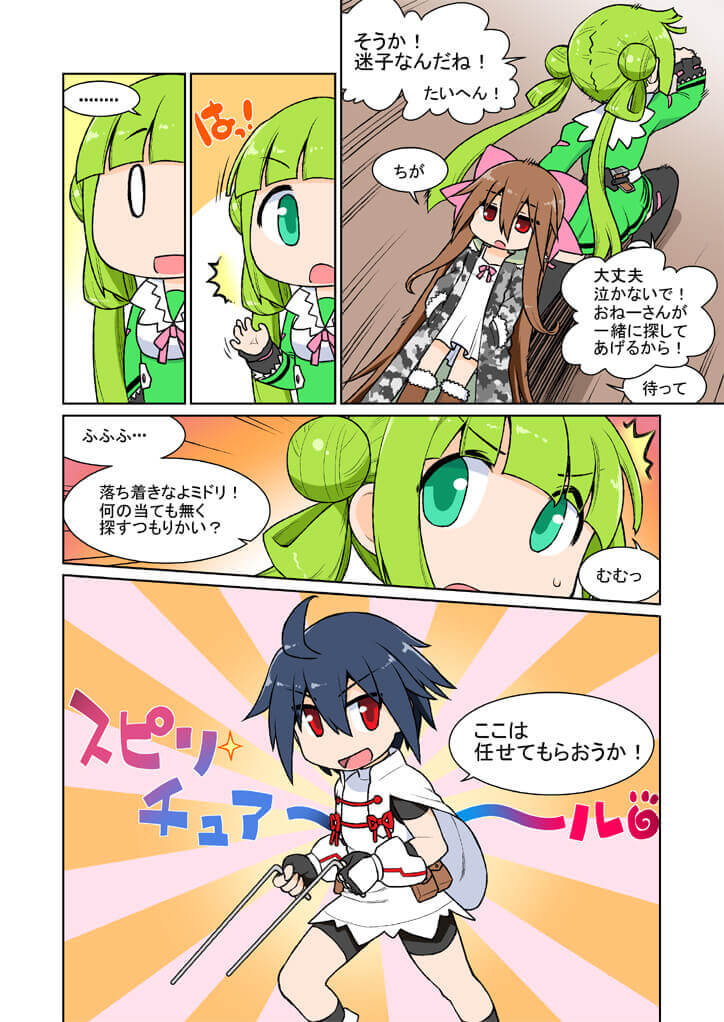 そうか！
迷子なんだね！
たいへん！
ちが
大丈夫
泣かないで！
おねーさんが
一緒に探して
あげるから！
待って
はっ！
………
ふふふ…
落ち着きなよミドリ！
何の当ても無く
探すつもりかい？
むむっ
スピリ
チュア～～ル
ここは
任せてもらおうか！